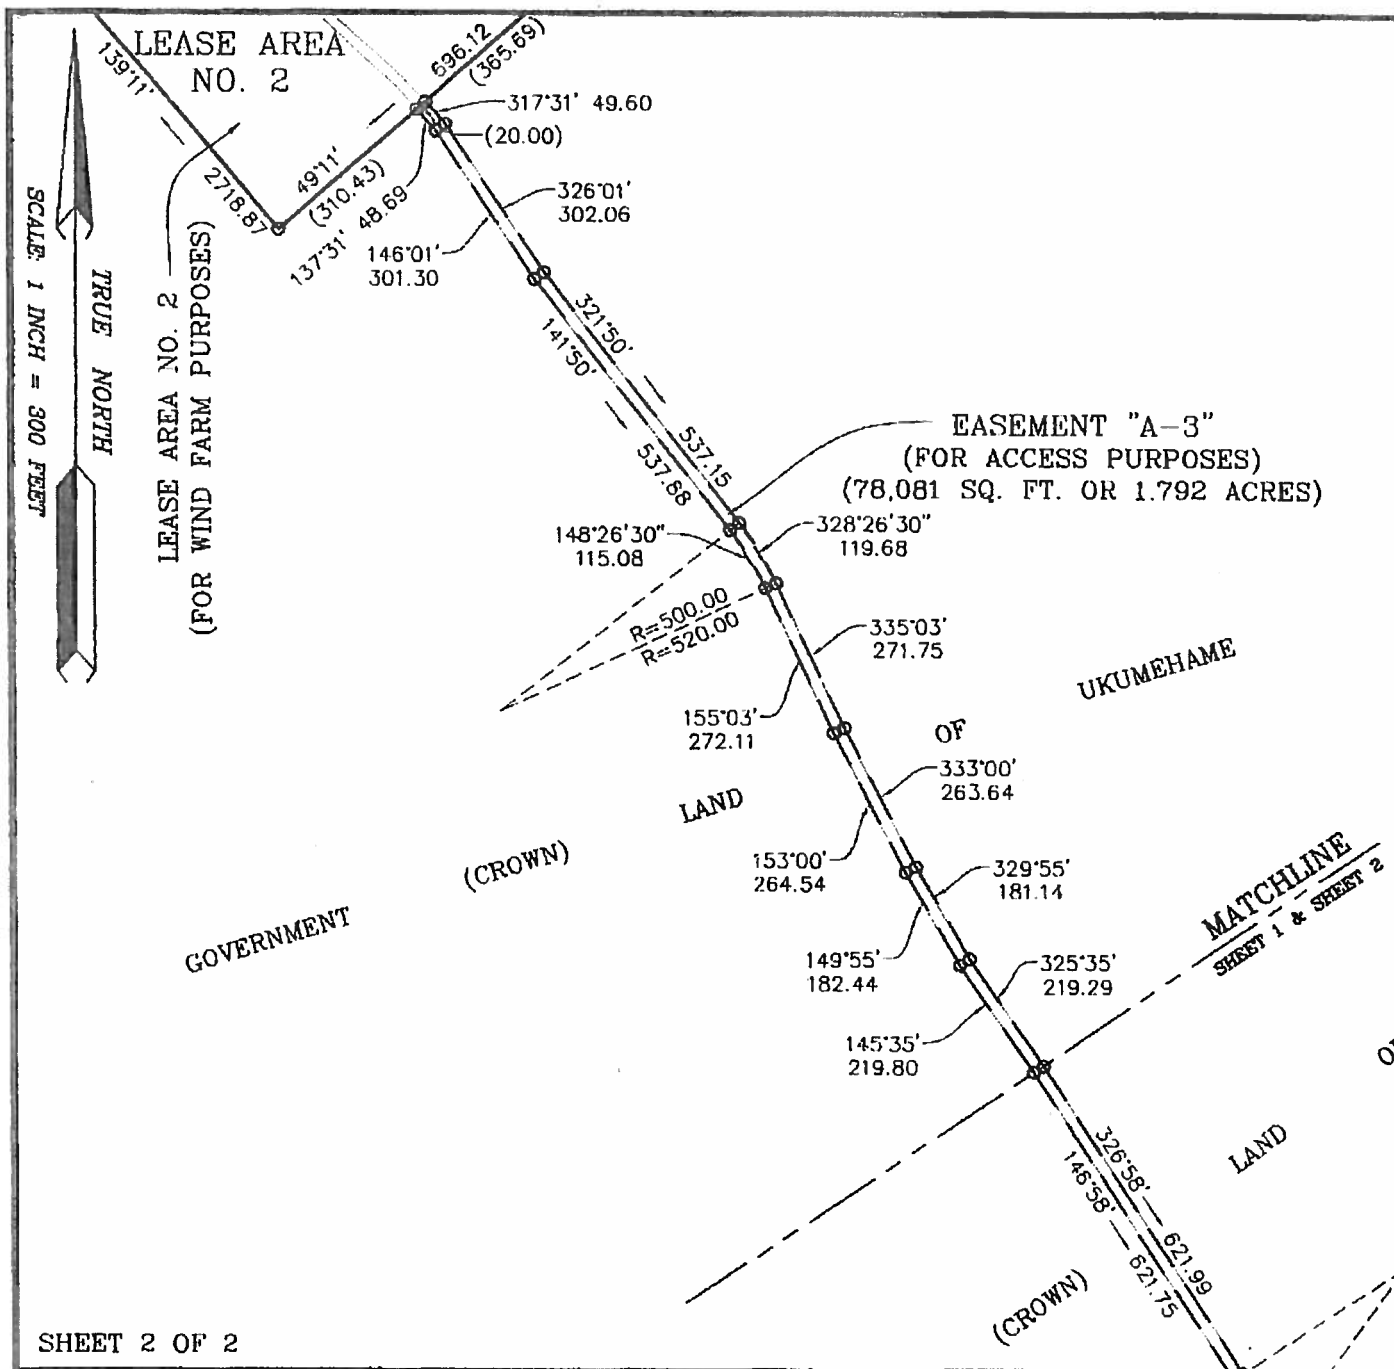 LEASE AREA
NO. 2
139°11'
2718.87
49°11'
(310.43)
696.12
(365.69)
317°31' 49.60
(20.00)
137°31' 48.69
326°01'
302.06
146°01'
301.30
SCALE: 1 INCH = 300 FEET
TRUE NORTH
LEASE AREA NO. 2
(FOR WIND FARM PURPOSES)
321°50'
537.15
141°50'
537.88
EASEMENT "A-3"
(FOR ACCESS PURPOSES)
(78,081 SQ. FT. OR 1.792 ACRES)
148°26'30"
115.08
328°26'30"
119.68
R=500.00
R=520.00
335°03'
271.75
155°03'
272.11
UKUMEHAME
OF
LAND
(CROWN)
GOVERNMENT
333°00'
263.64
153°00'
264.54
329°55'
181.14
149°55'
182.44
325°35'
219.29
145°35'
219.80
MATCHLINE
SHEET 1 & SHEET 2
326°58'
621.99
146°58'
621.75
LAND
(CROWN)
SHEET 2 OF 2